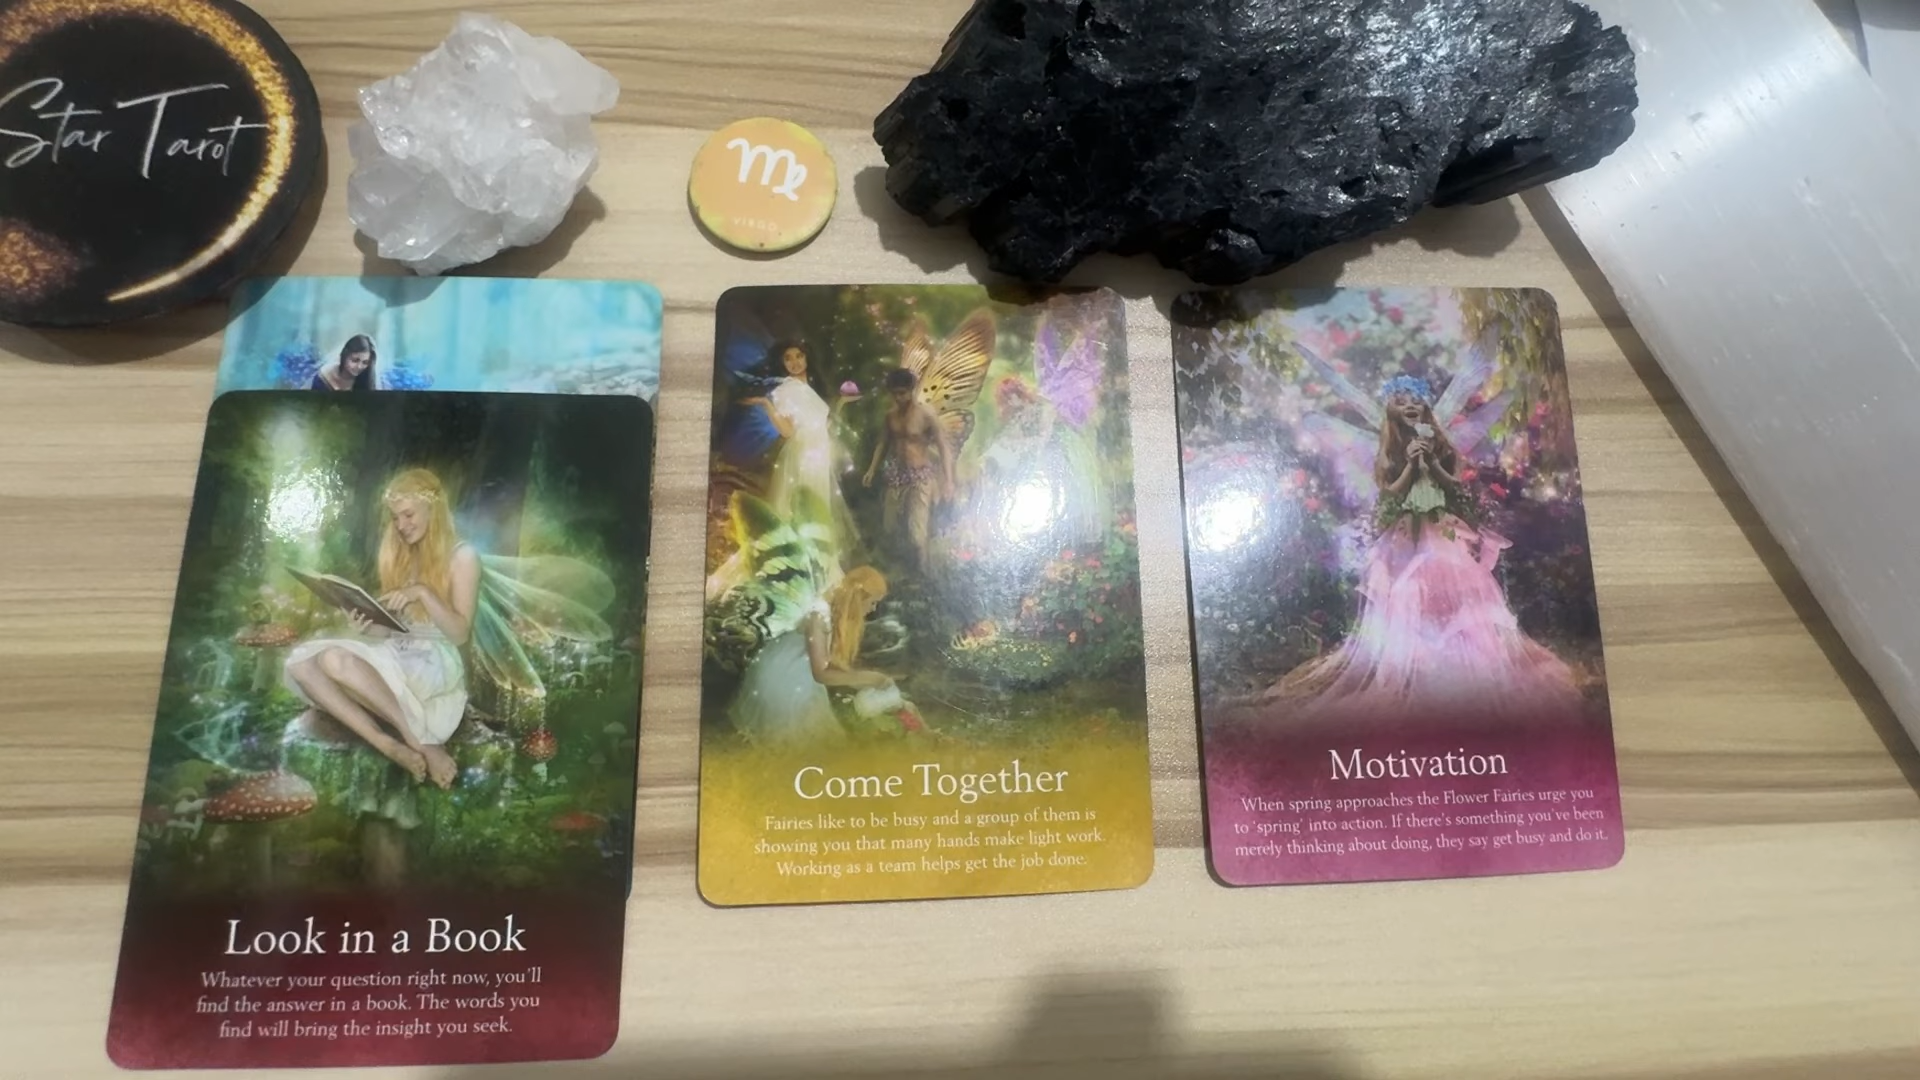 Star Tarot
VIRGO
Look in a Book
Whatever your question right now, you'll
find the answer in a book. The words you
find will bring the insight you seek.
Come Together
Fairies like to be busy and a group of them is
showing you that many hands make light work.
Working as a team helps get the job done.
Motivation
When spring approaches the Flower Fairies urge you
to 'spring' into action. If there's something you've been
merely thinking about doing, they say get busy and do it.